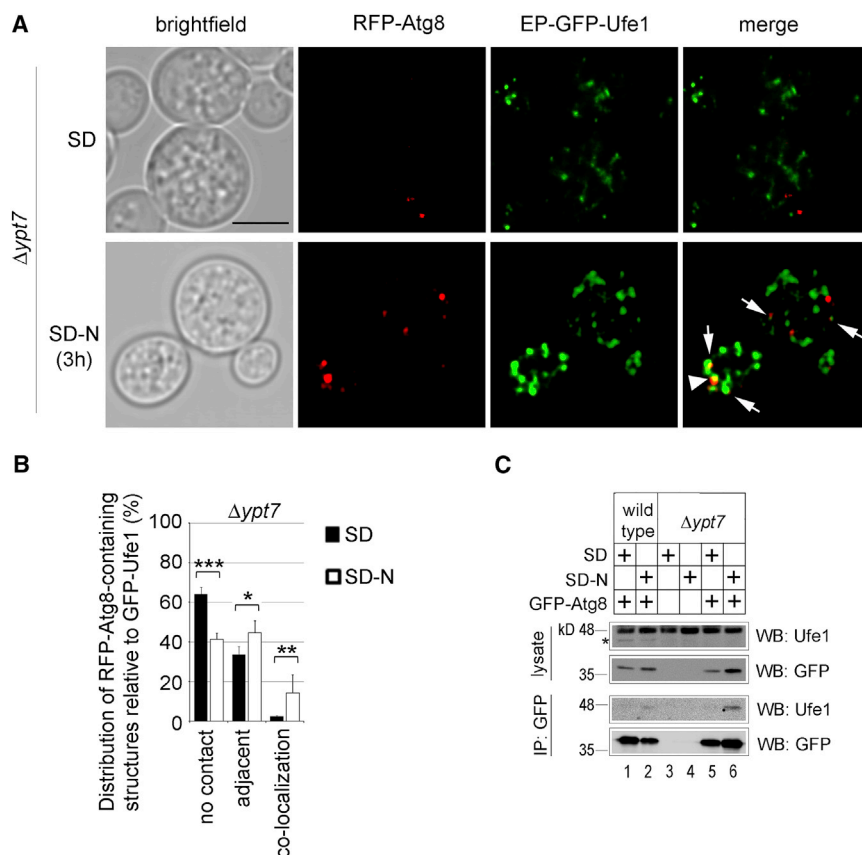 A
brightfield
RFP-Atg8
EP-GFP-Ufe1
merge
Δypt7
SD
SD-N
(3h)
B
Distribution of RFP-Atg8-containing
structures relative to GFP-Ufe1 (%)
Δypt7
100
80
60
40
20
0
***
*
**
SD
SD-N
no contact
adjacent
co-localization
C
wild
type
Δypt7
SD + + +
SD-N + + +
GFP-Atg8 + + + +
lysate
kD 48
*
WB: Ufe1
35
WB: GFP
IP: GFP
48
WB: Ufe1
35
WB: GFP
1 2 3 4 5 6